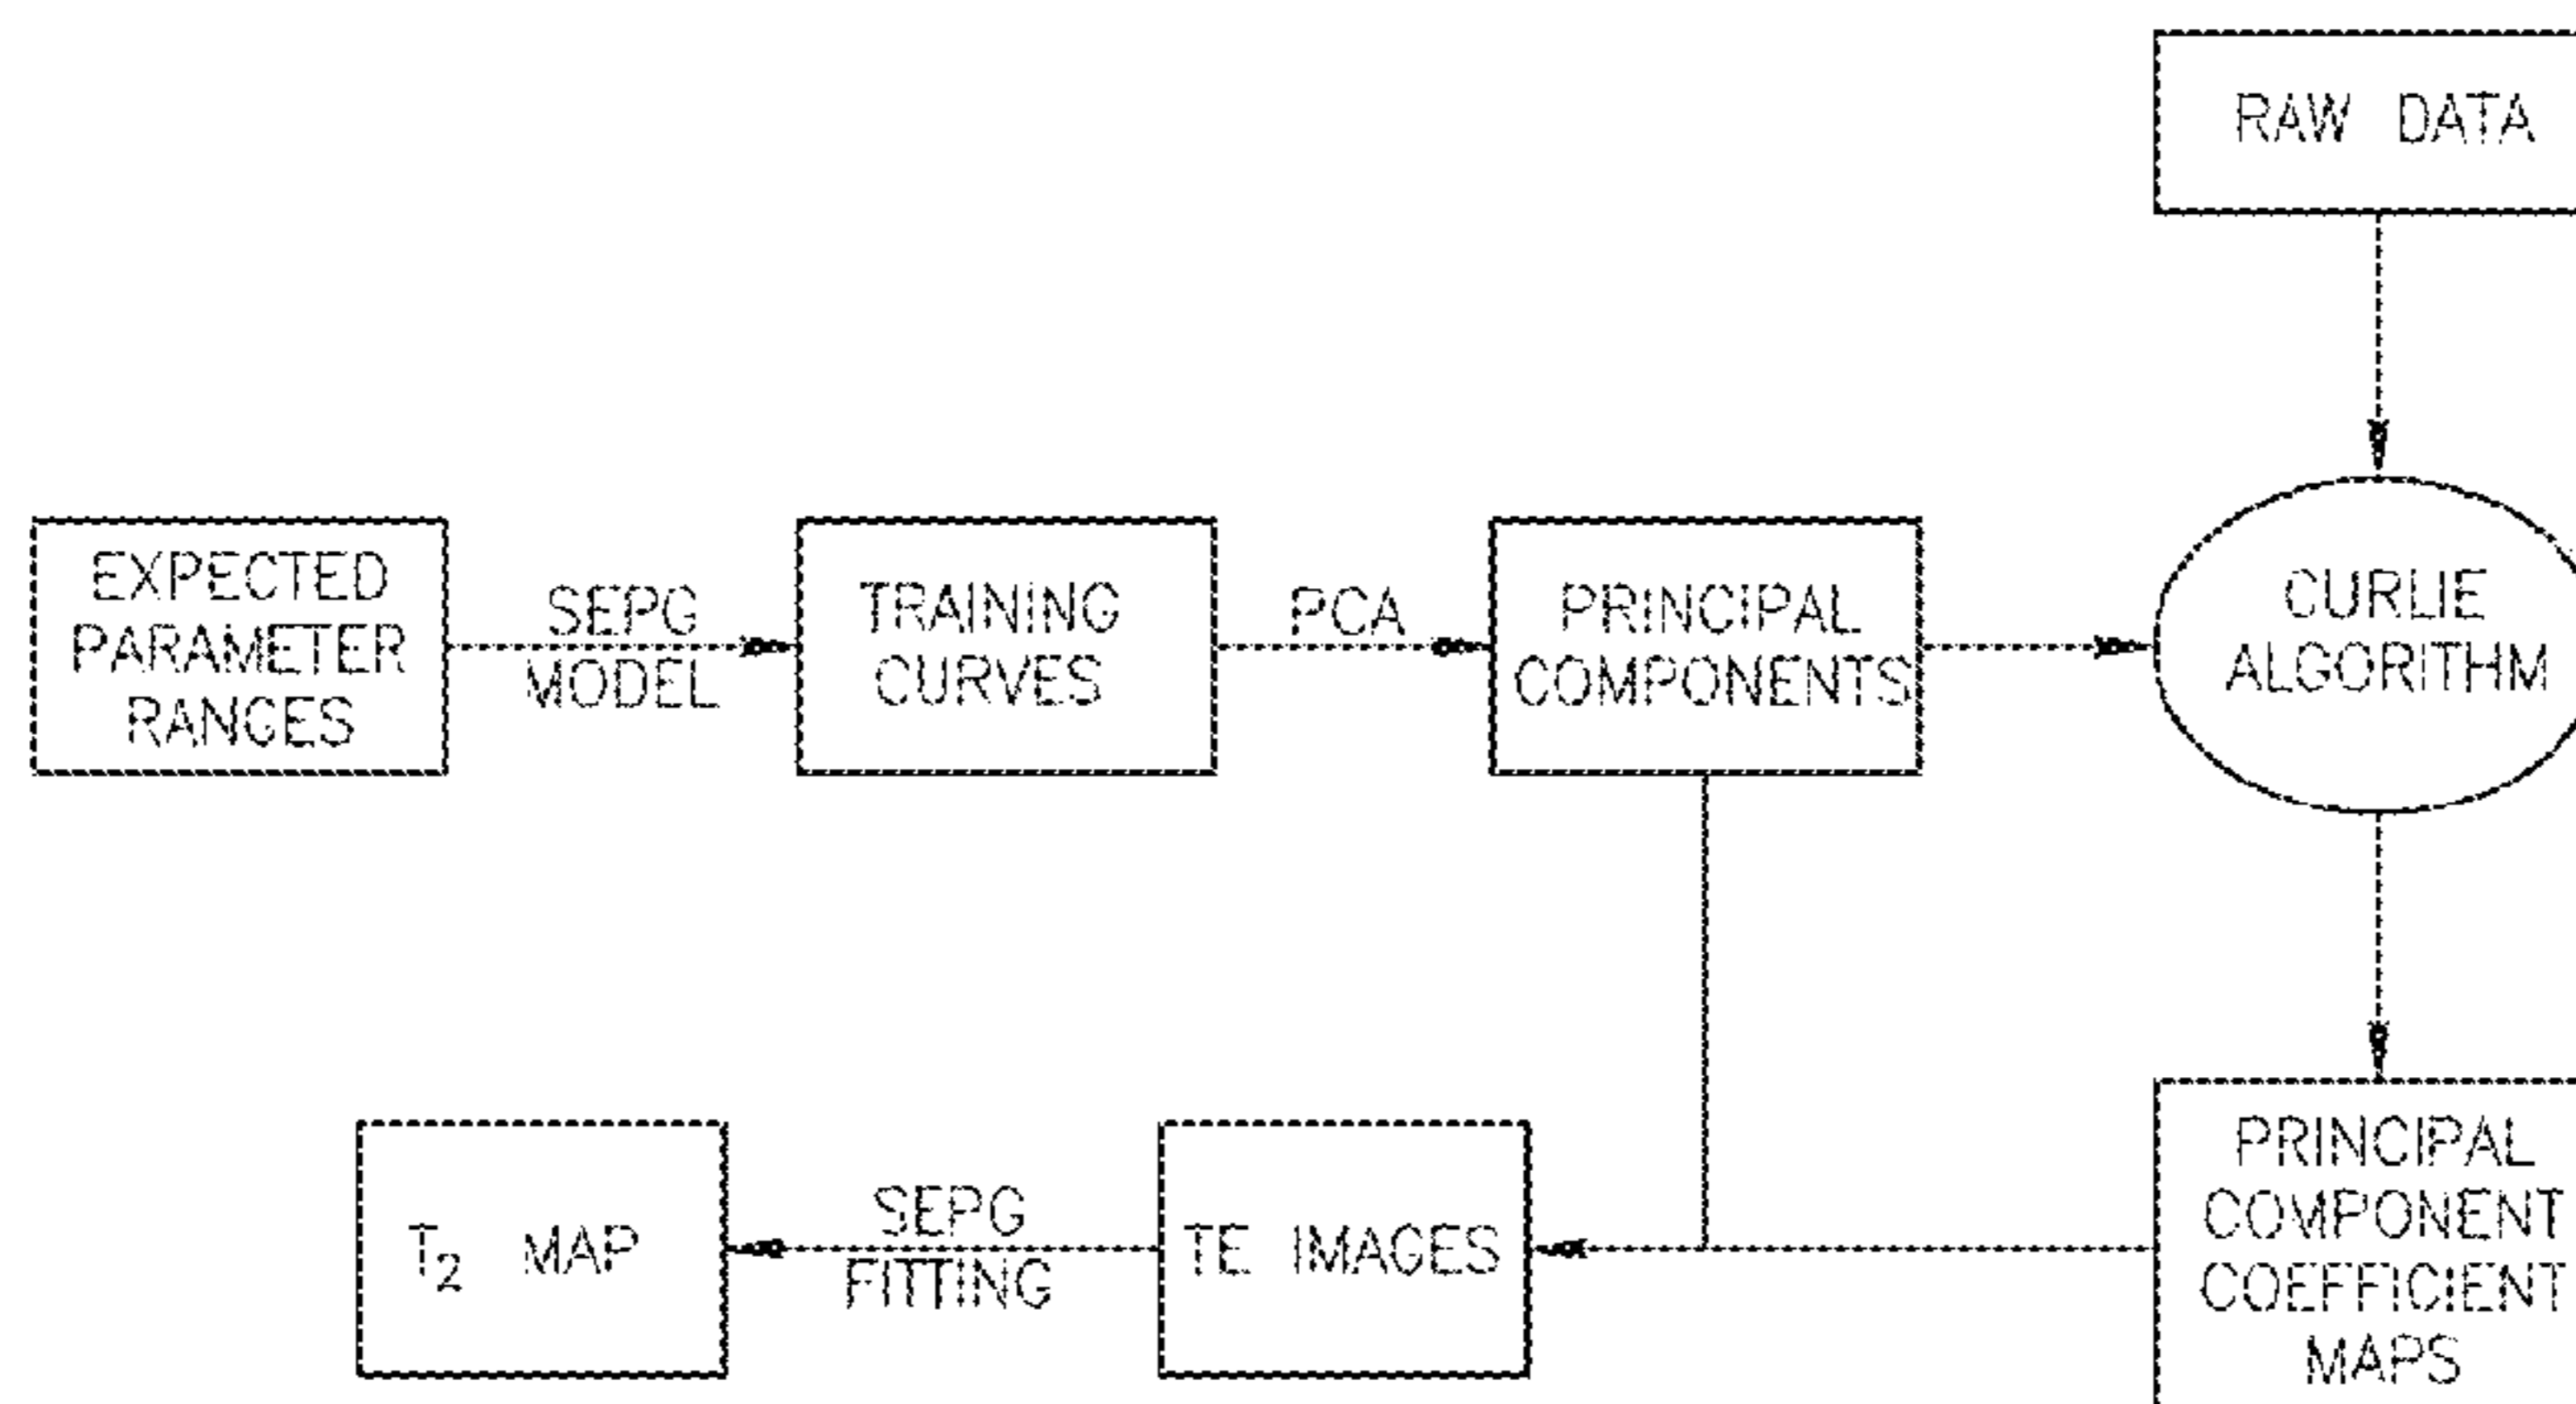 RAW DATA
EXPECTED
PARAMETER
RANGES
SEPG
MODEL
TRAINING
CURVES
PCA
PRINCIPAL
COMPONENTS
CURLIE
ALGORITHM
T₂ MAP
SEPG
FITTING
TE IMAGES
PRINCIPAL
COMPONENT
COEFFICIENT
MAPS